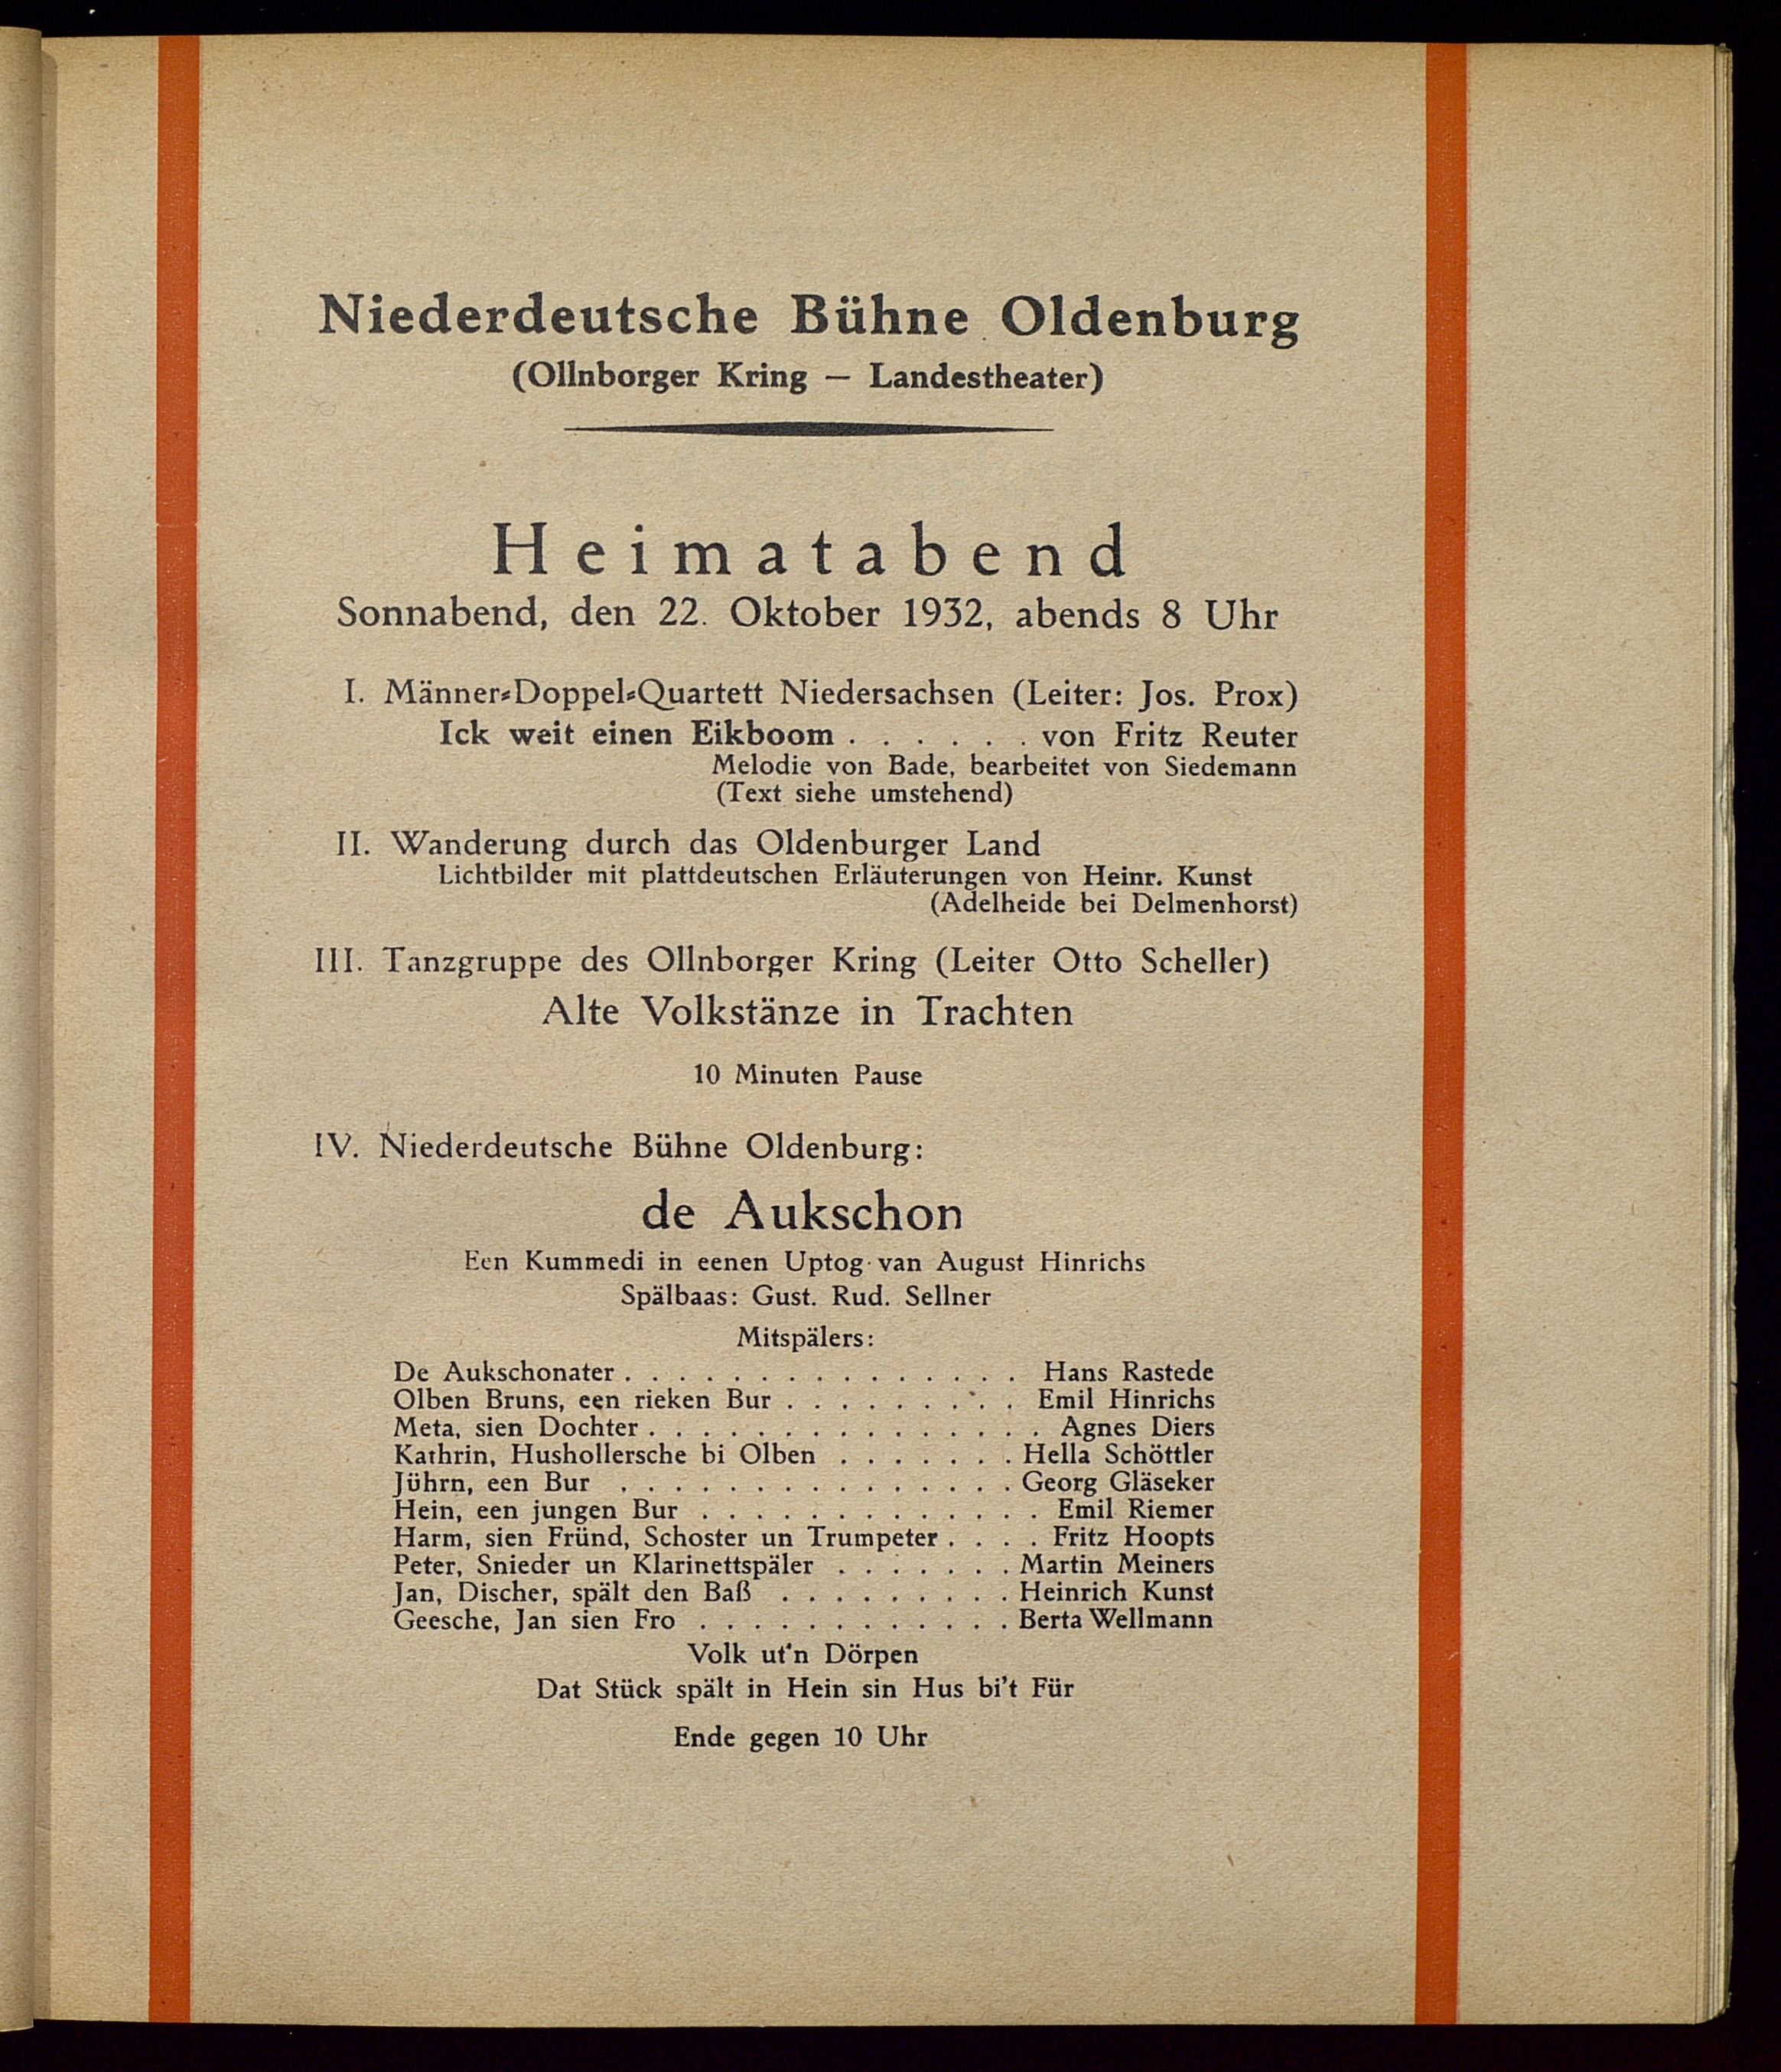 Niederdeutsche Bühne Oldenburg
(Ollnborger Kring — Landestheater)
Heimatabend
Sonnabend, den 22. Oktober 1932, abends 8 Uhr
I. Männer=Doppel=Quartett Niedersachsen (Leiter: Jos. Prox)
Ick weit einen Eikboom . . . . . . von Fritz Reuter
Melodie von Bade, bearbeitet von Siedemann
(Text siehe umstehend)
II. Wanderung durch das Oldenburger Land
Lichtbilder mit plattdeutschen Erläuterungen von Heinr. Kunst
(Adelheide bei Delmenhorst)
III. Tanzgruppe des Ollnborger Kring (Leiter Otto Scheller)
Alte Volkstänze in Trachten
10 Minuten Pause
IV. Niederdeutsche Bühne Oldenburg:
de Aukschon
Een Kummedi in eenen Uptog van August Hinrichs
Spälbaas: Gust. Rud. Sellner
Mitspälers:
De Aukschonater . . . . . . . . . . . . . . . Hans Rastede
Olben Bruns, een rieken Bur . . . . . . . . . Emil Hinrichs
Meta, sien Dochter . . . . . . . . . . . . . . . Agnes Diers
Kathrin, Hushollersche bi Olben . . . . . . . Hella Schöttler
Jührn, een Bur . . . . . . . . . . . . . . . Georg Gläseker
Hein, een jungen Bur . . . . . . . . . . . . . Emil Riemer
Harm, sien Fründ, Schoster un Trumpeter . . . . Fritz Hoopts
Peter, Snieder un Klarinettspäler . . . . . . . Martin Meiners
Jan, Discher, spält den Baß . . . . . . . . . Heinrich Kunst
Geesche, Jan sien Fro . . . . . . . . . . . . Berta Wellmann
Volk ut'n Dörpen
Dat Stück spält in Hein sin Hus bi't Für
Ende gegen 10 Uhr